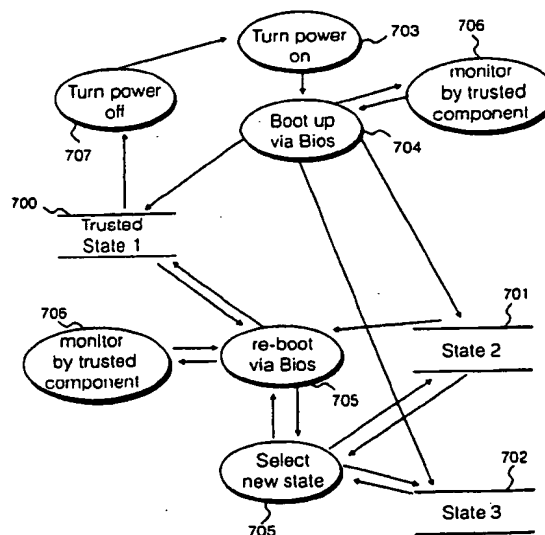 Turn power
on
703
706
monitor
by trusted
component
Turn power
off
707
Boot up
via Bios
704
700
Trusted
State 1
701
State 2
706
monitor
by trusted
component
re-boot
via Bios
705
Select
new state
705
702
State 3